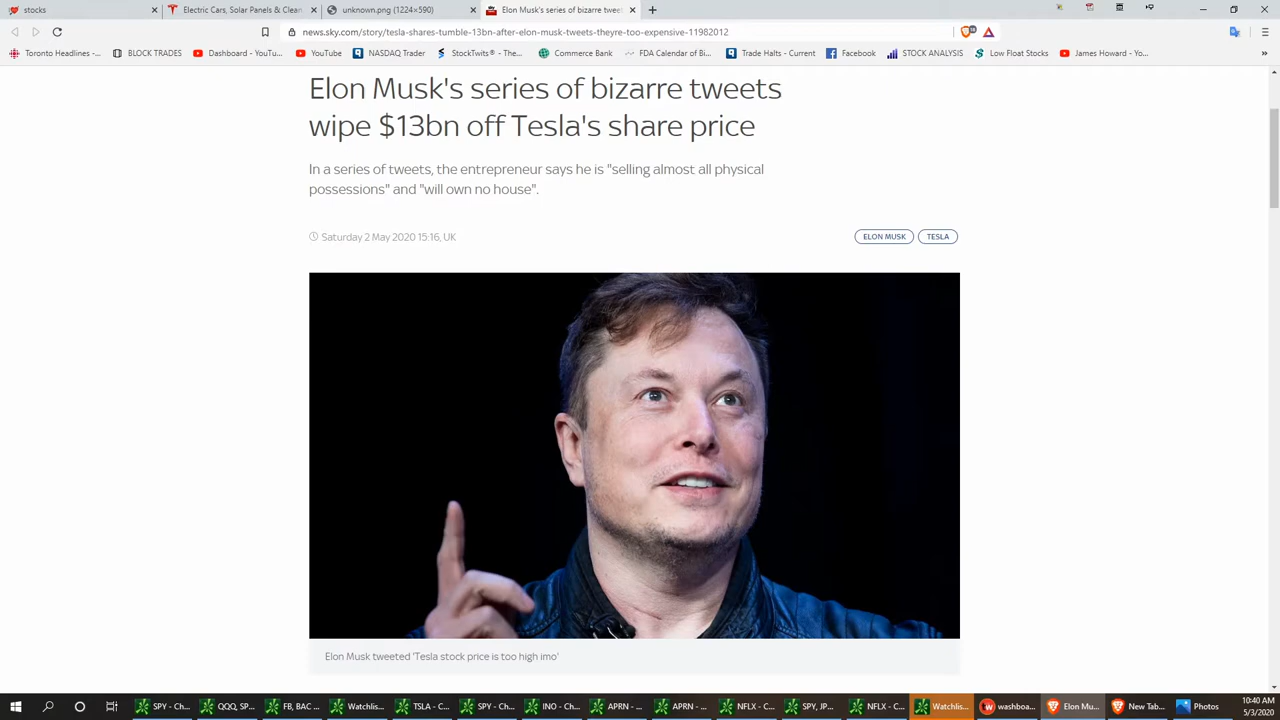 stocks
Electric Cars, Solar Panels & Clean
unknown.png (1224×590)
Elon Musk's series of bizarre tweet
news.sky.com/story/tesla-shares-tumble-13bn-after-elon-musk-tweets-theyre-too-expensive-11982012
Toronto Headlines -...
BLOCK TRADES
Dashboard - YouTu...
YouTube
NASDAQ Trader
StockTwits® - The...
Commerce Bank
FDA Calendar of Bi...
Trade Halts - Current
Facebook
STOCK ANALYSIS
Low Float Stocks
James Howard - Yo...
Elon Musk's series of bizarre tweets
wipe $13bn off Tesla's share price
In a series of tweets, the entrepreneur says he is "selling almost all physical
possessions" and "will own no house".
Saturday 2 May 2020 15:16, UK
ELON MUSK
TESLA
Elon Musk tweeted 'Tesla stock price is too high imo'
SPY - Ch...
QQQ, SP...
FB, BAC ...
Watchlis...
TSLA - C...
SPY - Ch...
INO - Ch...
APRN - ...
APRN - ...
NFLX - C...
SPY, JP...
NFLX - C...
Watchlis...
washboa...
Elon Mu...
New Tab...
Photos
10:40 AM
5/3/2020